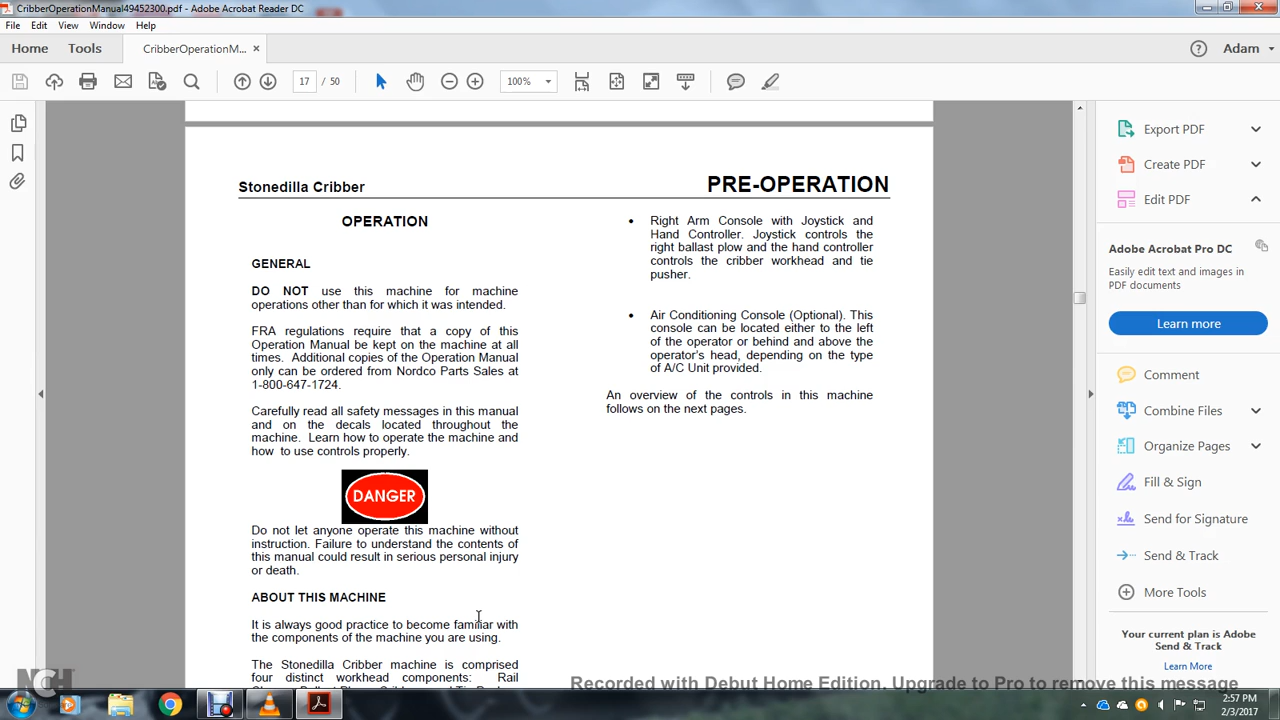 CribberOperationManual49452300.pdf - Adobe Acrobat Reader DC
File Edit View Window Help
Home Tools CribberOperationM... × Adam
17 / 50 100%
Stonedilla Cribber PRE-OPERATION
OPERATION
GENERAL
DO NOT use this machine for machine
operations other than for which it was intended.
FRA regulations require that a copy of this
Operation Manual be kept on the machine at all
times. Additional copies of the Operation Manual
only can be ordered from Nordco Parts Sales at
1-800-647-1724.
Carefully read all safety messages in this manual
and on the decals located throughout the
machine. Learn how to operate the machine and
how to use controls properly.
DANGER
Do not let anyone operate this machine without
instruction. Failure to understand the contents of
this manual could result in serious personal injury
or death.
ABOUT THIS MACHINE
It is always good practice to become familiar with
the components of the machine you are using.
The Stonedilla Cribber machine is comprised
four distinct workhead components: Rail
• Right Arm Console with Joystick and
Hand Controller. Joystick controls the
right ballast plow and the hand controller
controls the cribber workhead and tie
pusher.
• Air Conditioning Console (Optional). This
console can be located either to the left
of the operator or behind and above the
operator's head, depending on the type
of A/C Unit provided.
An overview of the controls in this machine
follows on the next pages.
Export PDF
Create PDF
Edit PDF
Adobe Acrobat Pro DC
Easily edit text and images in
PDF documents
Learn more
Comment
Combine Files
Organize Pages
Fill & Sign
Send for Signature
Send & Track
More Tools
Your current plan is Adobe
Send & Track
Learn More
NCH
Recorded with Debut Home Edition. Upgrade to Pro to remove this message
2:57 PM
2/3/2017